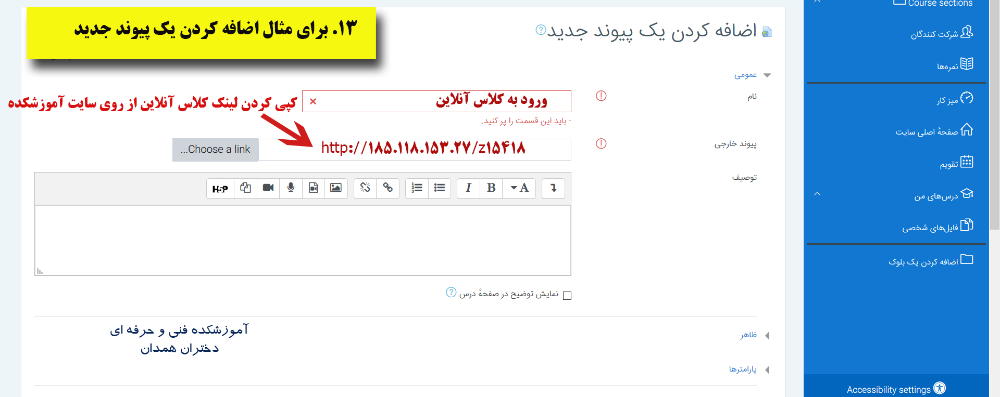 ۱۳. برای مثال اضافه کردن یک پیوند جدید
اضافه کردن یک پیوند جدید
عمومی
نام
ورود به کلاس آنلاین
کپی کردن لینک کلاس آنلاین از روی سایت آموزشکده
- باید این قسمت را پر کنید.
پیوند خارجی
http://۱۸۵.۱۱۸.۱۵۳.۲۷/z۱۵۴۱۸
Choose a link...
توصیف
A B I
H5P
نمایش توضیح در صفحهٔ درس
ظاهر
آموزشکده فنی و حرفه ای
دختران همدان
پارامترها
Course sections
شرکت کنندگان
نمره‌ها
میز کار
صفحهٔ اصلی سایت
تقویم
درس‌های من
فایل‌های شخصی
اضافه کردن یک بلوک
Accessibility settings